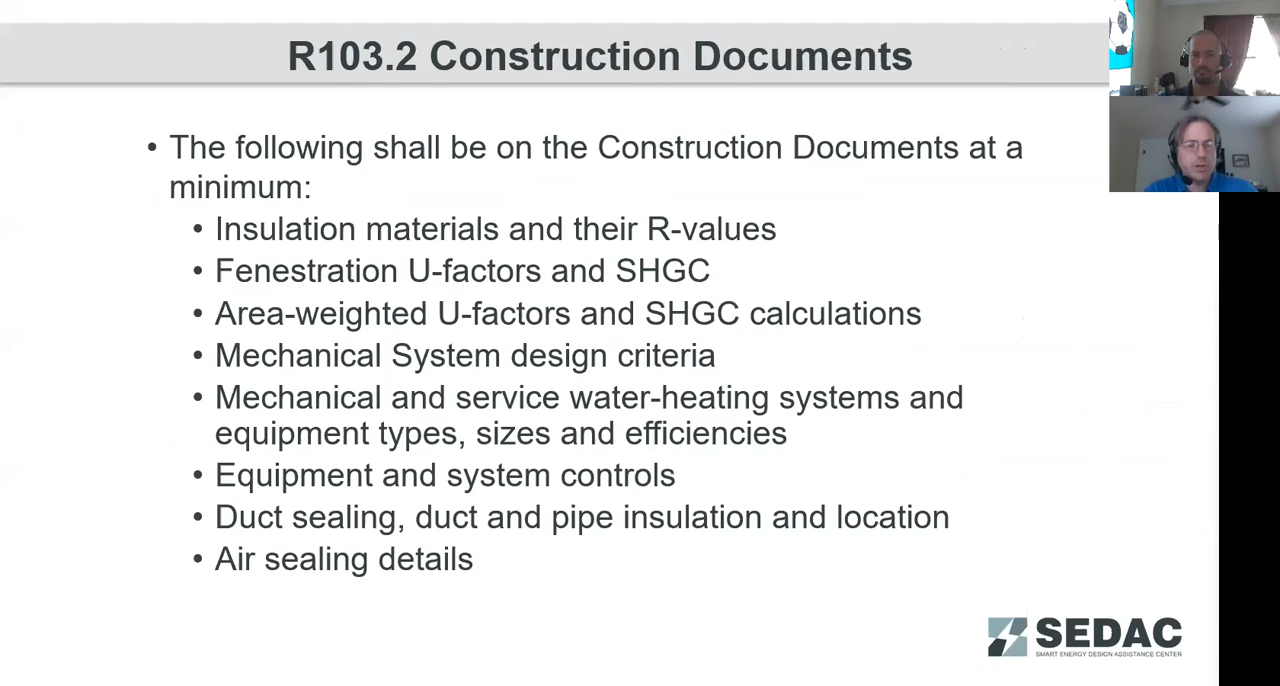 R103.2 Construction Documents
• The following shall be on the Construction Documents at a
minimum:
• Insulation materials and their R-values
• Fenestration U-factors and SHGC
• Area-weighted U-factors and SHGC calculations
• Mechanical System design criteria
• Mechanical and service water-heating systems and
equipment types, sizes and efficiencies
• Equipment and system controls
• Duct sealing, duct and pipe insulation and location
• Air sealing details
SEDAC
SMART ENERGY DESIGN ASSISTANCE CENTER